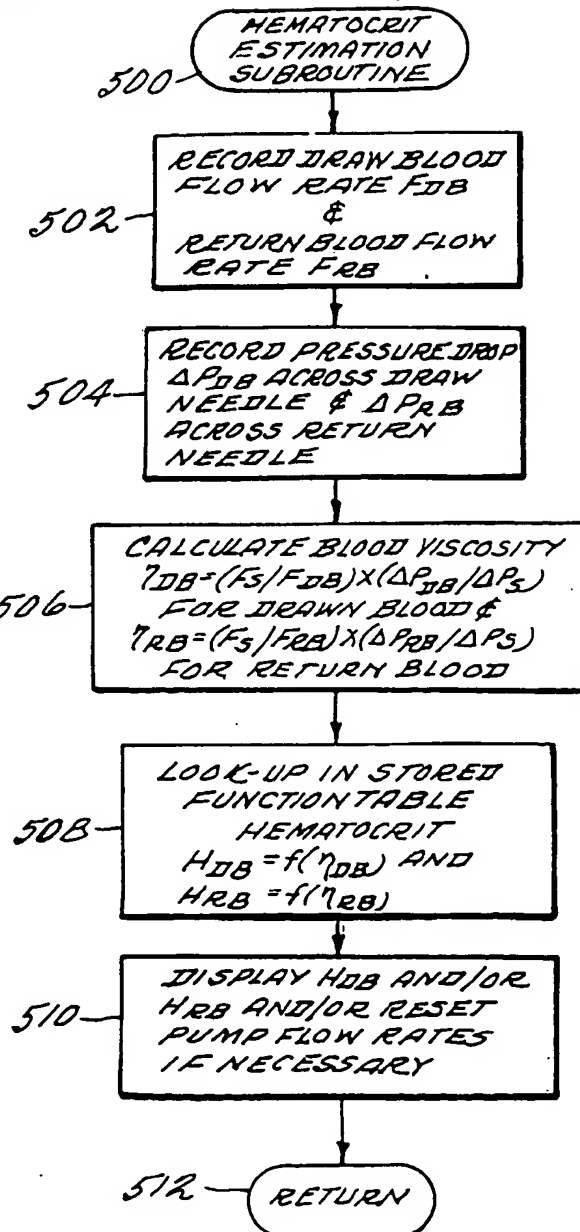 HEMATOCRIT
ESTIMATION
SUBROUTINE
500
RECORD DRAW BLOOD
FLOW RATE FDB
&
RETURN BLOOD FLOW
RATE FRB
502
RECORD PRESSURE DROP
ΔPDB ACROSS DRAW
NEEDLE & ΔPRB
ACROSS RETURN
NEEDLE
504
CALCULATE BLOOD VISCOSITY
ηDB=(FS/FDB)X(ΔPDB/ΔPS)
FOR DRAWN BLOOD &
ηRB=(FS/FRB)X(ΔPRB/ΔPS)
FOR RETURN BLOOD
506
LOOK-UP IN STORED
FUNCTION TABLE
HEMATOCRIT
HDB=f(ηDB) AND
HRB=f(ηRB)
508
DISPLAY HDB AND/OR
HRB AND/OR RESET
PUMP FLOW RATES
IF NECESSARY
510
RETURN
512